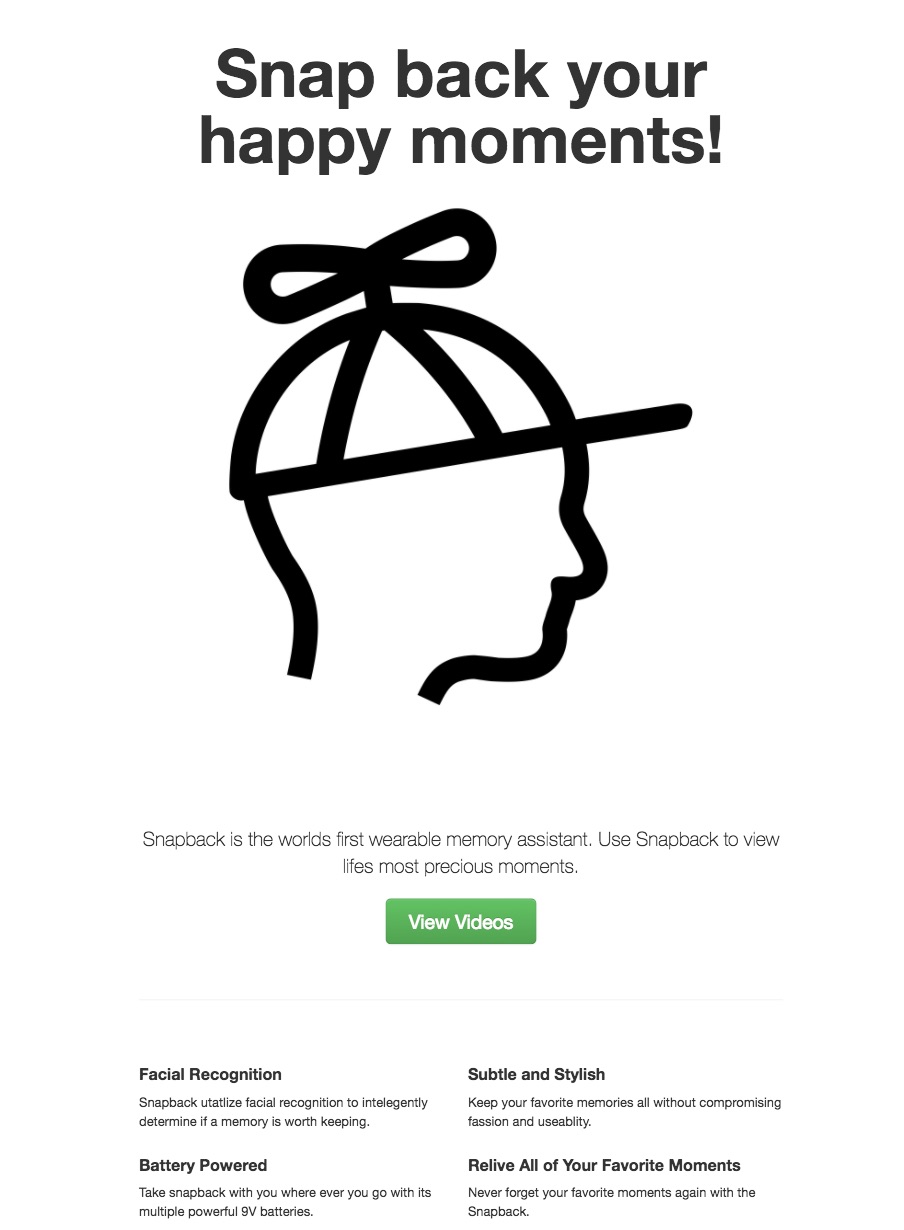 Snap back your
happy moments!
Snapback is the worlds first wearable memory assistant. Use Snapback to view
lifes most precious moments.
View Videos
Facial Recognition
Snapback utatlize facial recognition to intelegently
determine if a memory is worth keeping.
Subtle and Stylish
Keep your favorite memories all without compromising
fassion and useablity.
Battery Powered
Take snapback with you where ever you go with its
multiple powerful 9V batteries.
Relive All of Your Favorite Moments
Never forget your favorite moments again with the
Snapback.